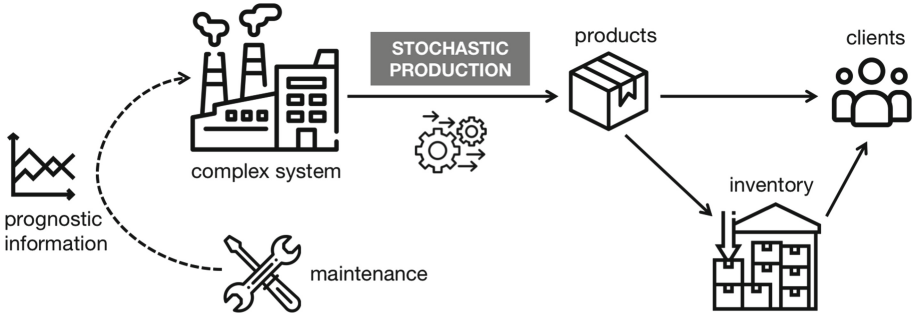 products
clients
STOCHASTIC
PRODUCTION
complex system
inventory
prognostic
information
maintenance